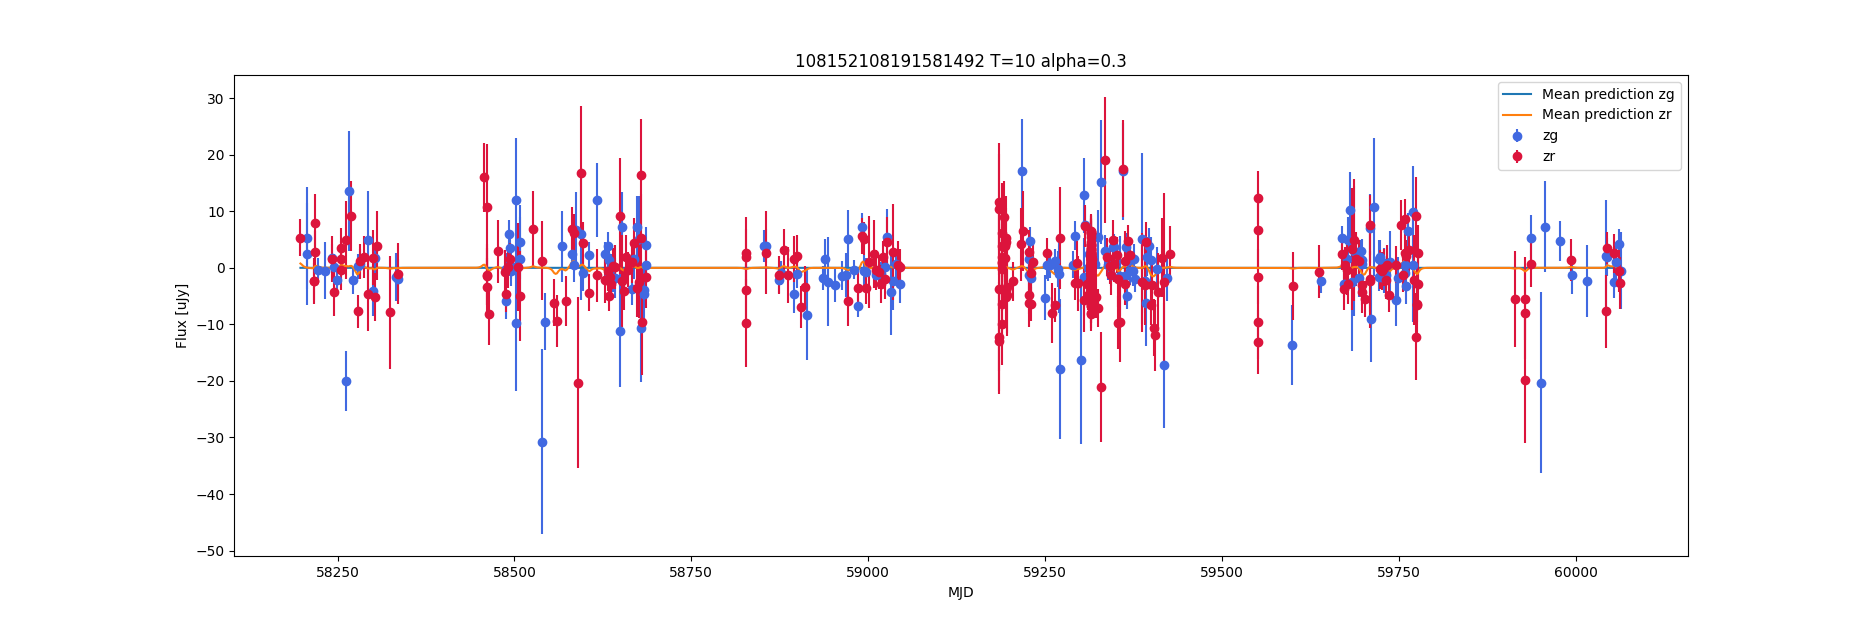 108152108191581492 T=10 alpha=0.3
Flux [uJy]
30
20
10
0
−10
−20
−30
−40
−50
Mean prediction zg
Mean prediction zr
zg
zr
58250 58500 58750 59000 59250 59500 59750 60000
MJD